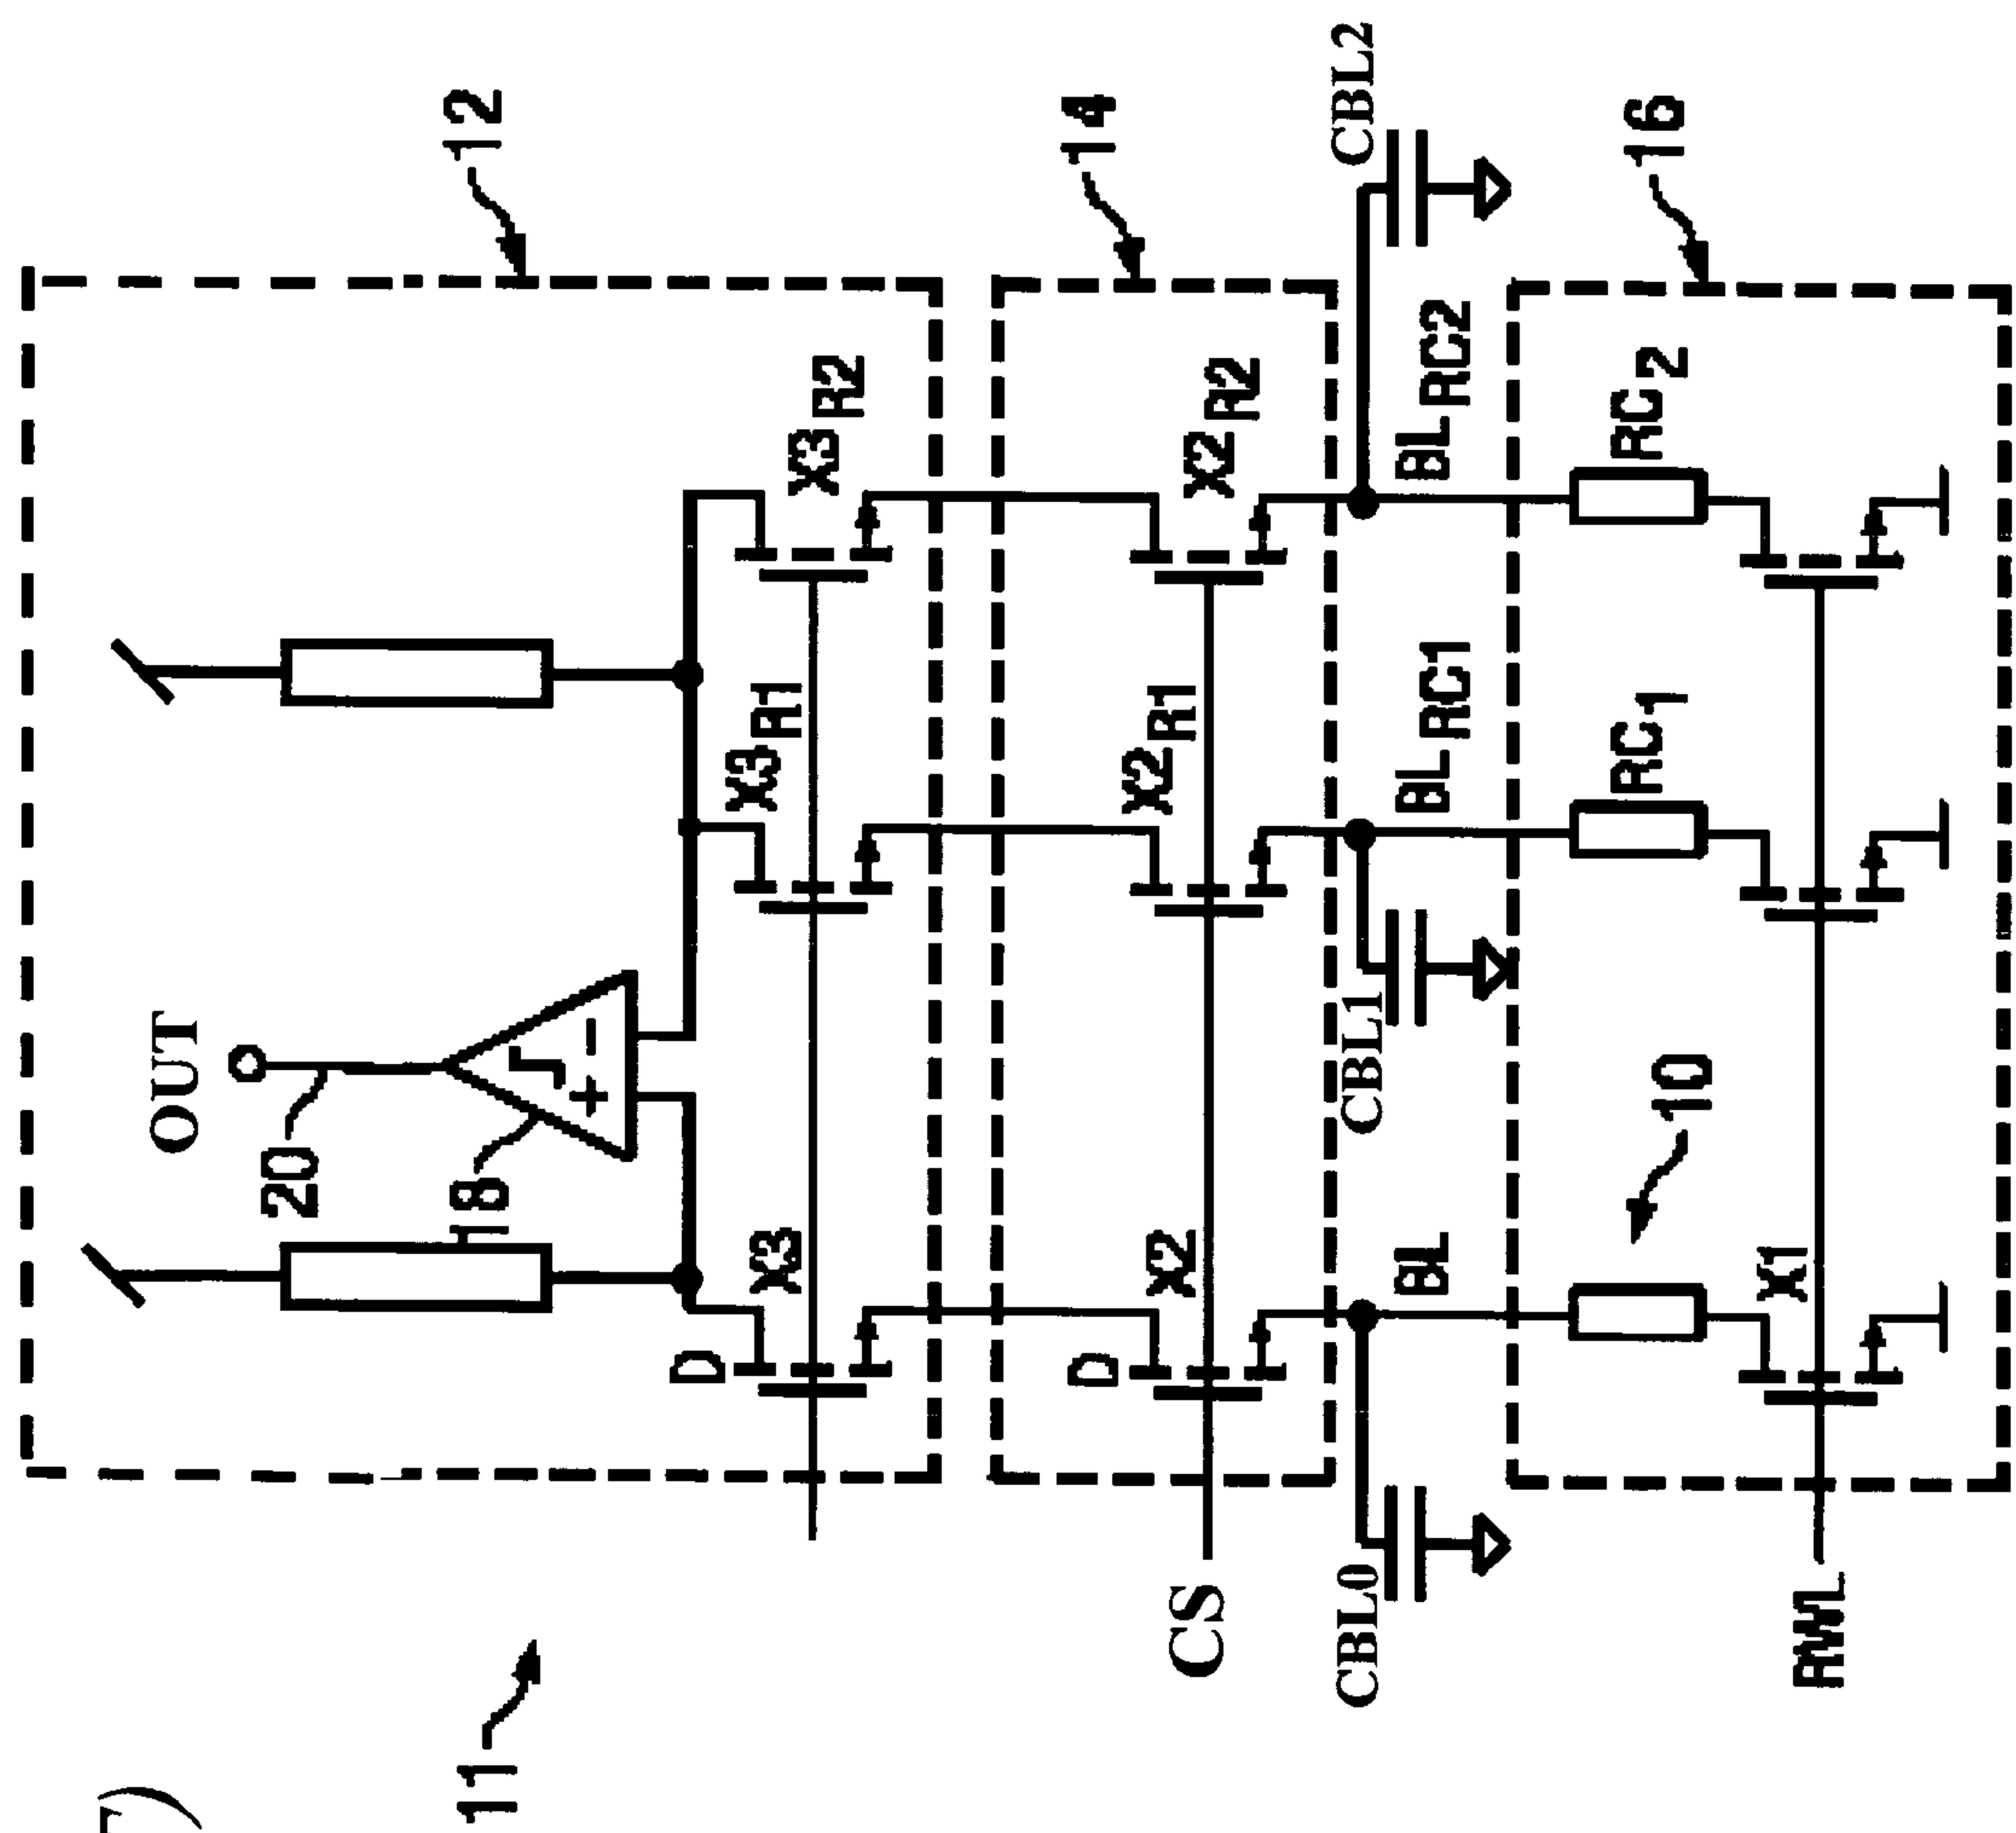 T)
11
OUT
20
12
18
+ -
D
X3
X3R1
X3R2
14
CS
D
X2
X2R1
X2R2
CBL0
CBL1
CBL2
BL
BLRC1
BLRC2
16
10
RC1
RC2
X1
RWL